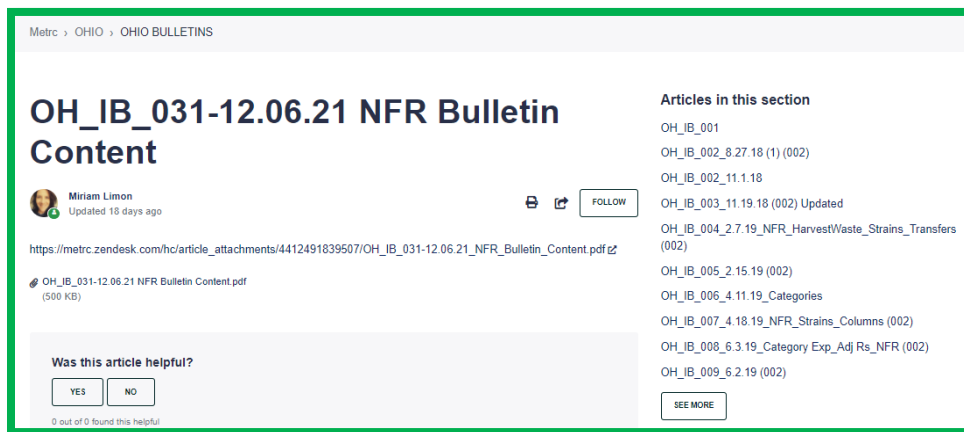 Metrc › OHIO › OHIO BULLETINS
OH_IB_031-12.06.21 NFR Bulletin
Content
Miriam Limon
Updated 18 days ago
FOLLOW
https://metrc.zendesk.com/hc/article_attachments/4412491839507/OH_IB_031-12.06.21_NFR_Bulletin_Content.pdf
OH_IB_031-12.06.21 NFR Bulletin Content.pdf
(500 KB)
Was this article helpful?
YES
NO
0 out of 0 found this helpful
Articles in this section
OH_IB_001
OH_IB_002_8.27.18 (1) (002)
OH_IB_002_11.1.18
OH_IB_003_11.19.18 (002) Updated
OH_IB_004_2.7.19_NFR_HarvestWaste_Strains_Transfers
(002)
OH_IB_005_2.15.19 (002)
OH_IB_006_4.11.19_Categories
OH_IB_007_4.18.19_NFR_Strains_Columns (002)
OH_IB_008_6.3.19_Category Exp_Adj Rs_NFR (002)
OH_IB_009_6.2.19 (002)
SEE MORE